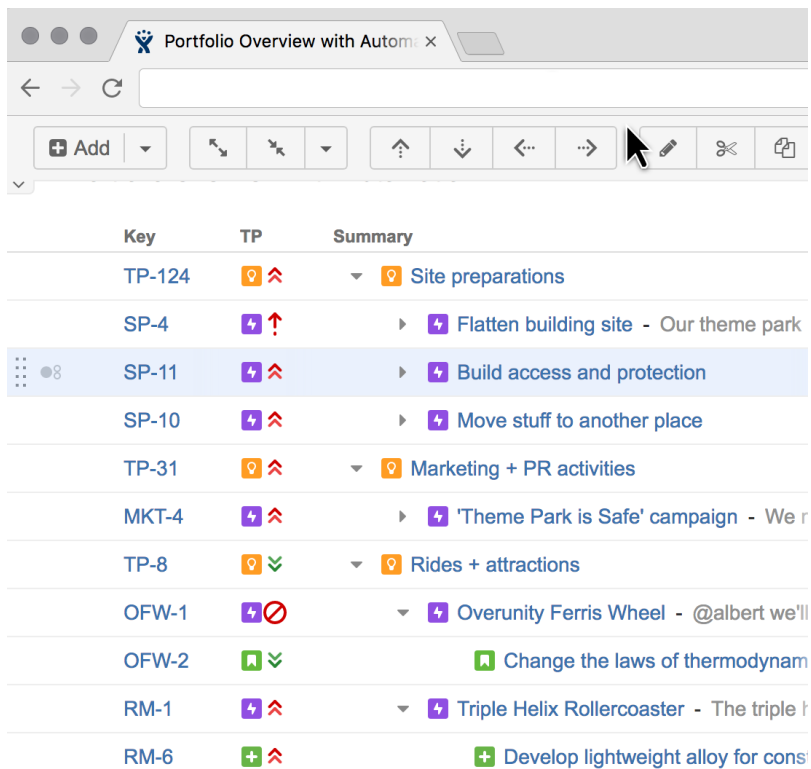 Portfolio Overview with Autom
Add
Key TP Summary
TP-124 Site preparations
SP-4 Flatten building site - Our theme park
SP-11 Build access and protection
SP-10 Move stuff to another place
TP-31 Marketing + PR activities
MKT-4 'Theme Park is Safe' campaign - We
TP-8 Rides + attractions
OFW-1 Overunity Ferris Wheel - @albert we'll
OFW-2 Change the laws of thermodynam
RM-1 Triple Helix Rollercoaster - The triple
RM-6 Develop lightweight alloy for cons